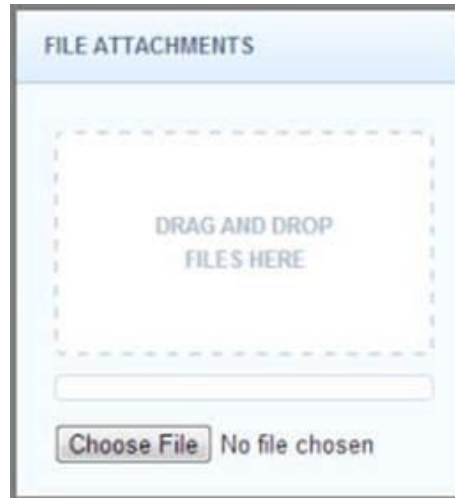 FILE ATTACHMENTS
DRAG AND DROP
FILES HERE
Choose File No file chosen